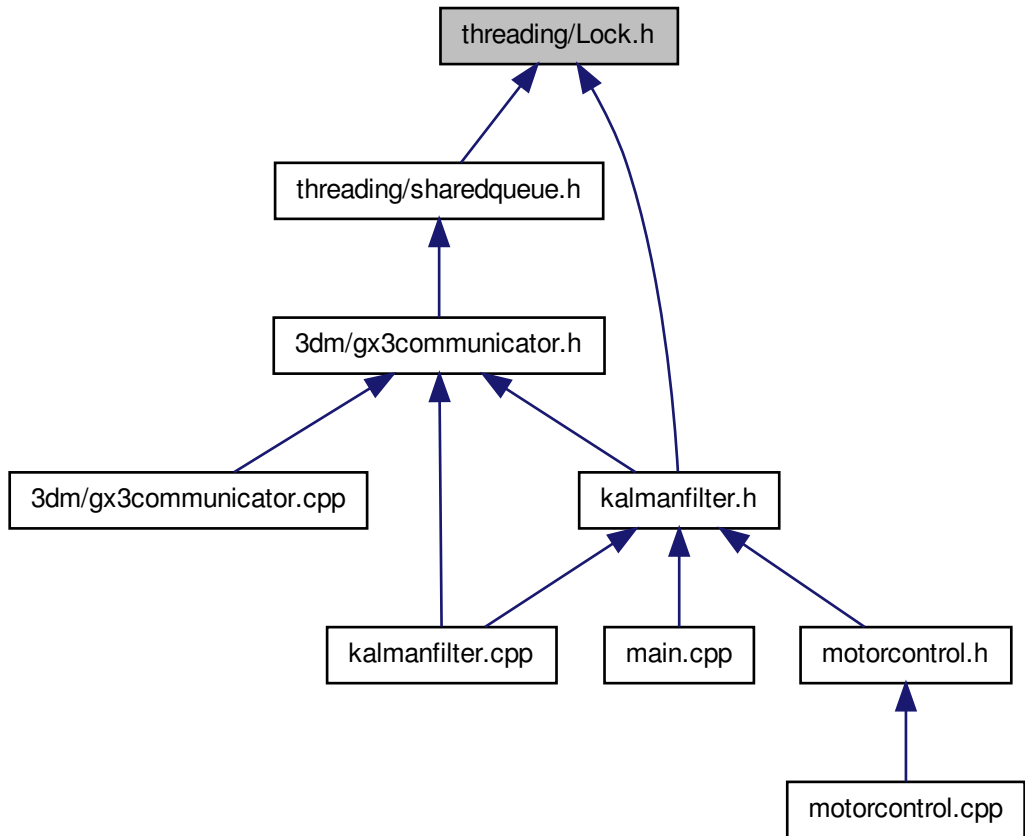 threading/Lock.h
threading/sharedqueue.h
3dm/gx3communicator.h
3dm/gx3communicator.cpp
kalmanfilter.h
kalmanfilter.cpp
main.cpp
motorcontrol.h
motorcontrol.cpp